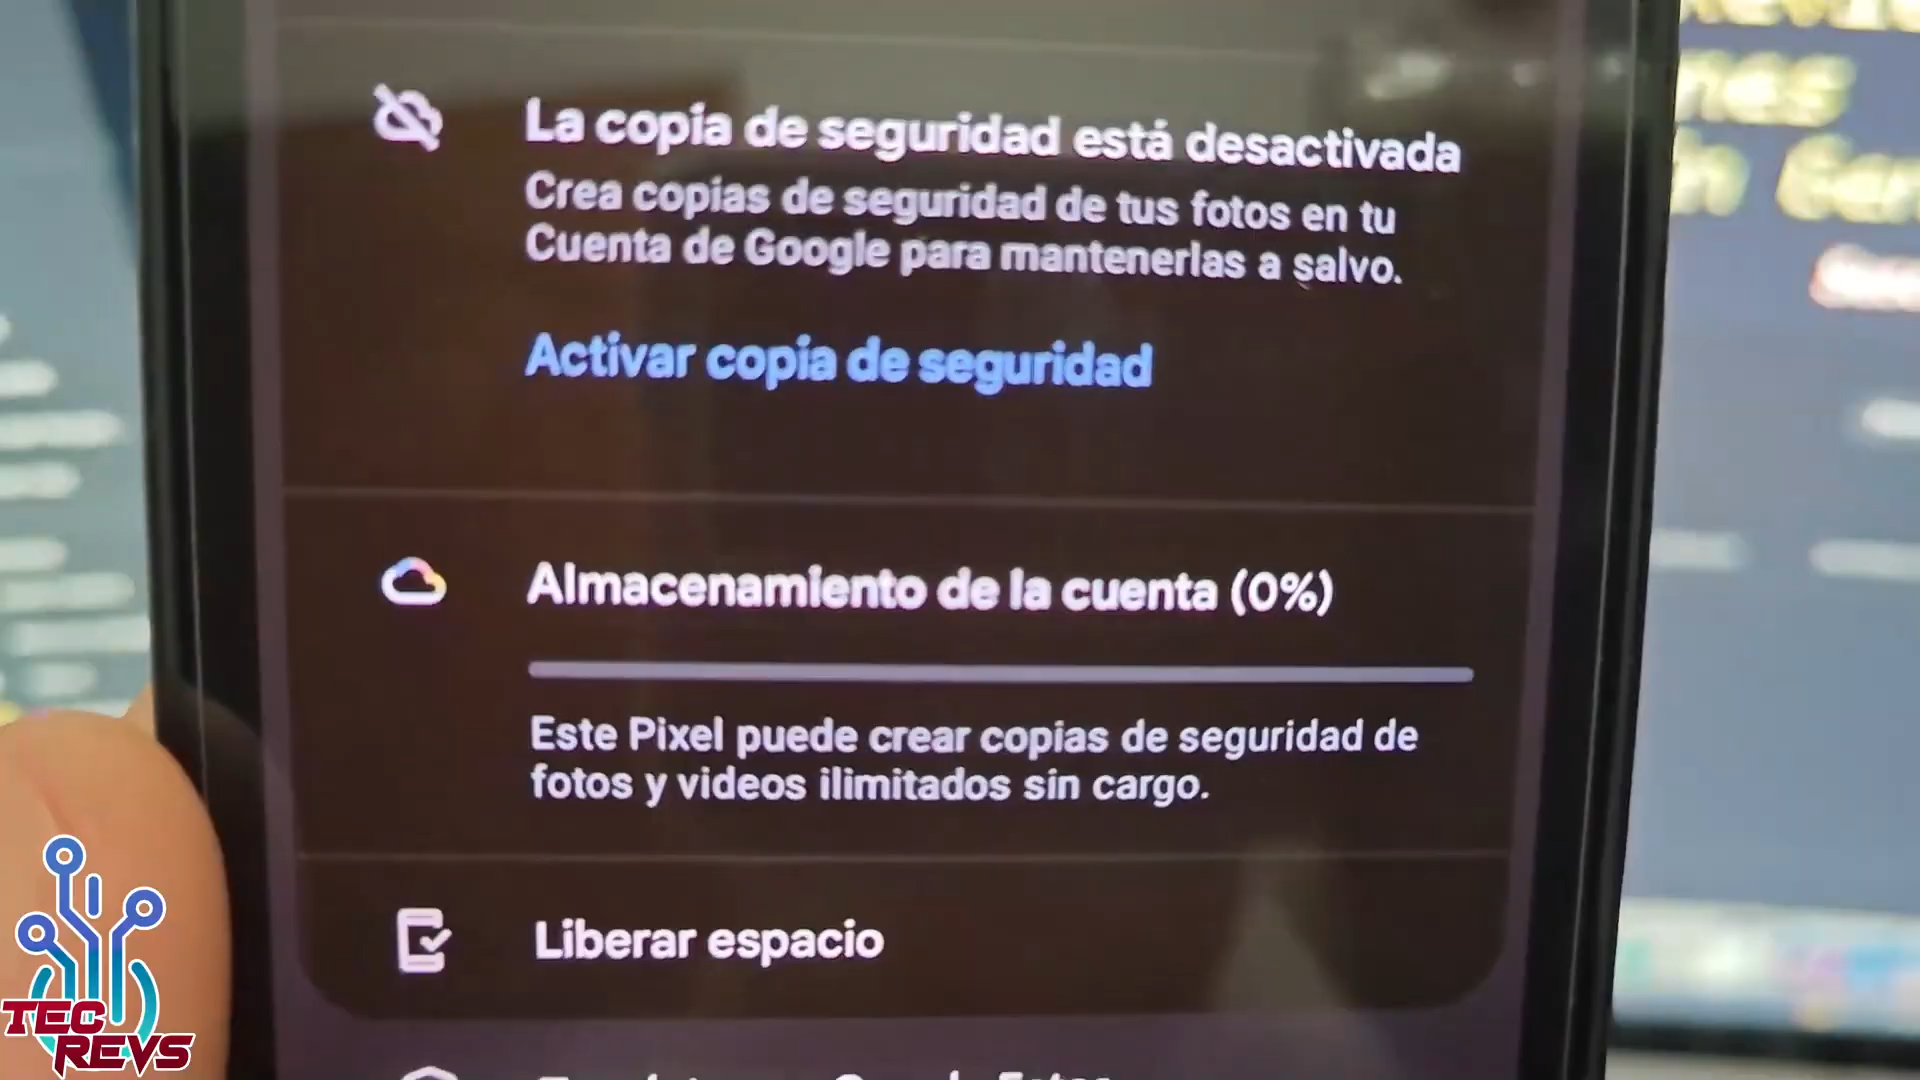 La copia de seguridad está desactivada
Crea copias de seguridad de tus fotos en tu
Cuenta de Google para mantenerlas a salvo.
Activar copia de seguridad
Almacenamiento de la cuenta (0%)
Este Pixel puede crear copias de seguridad de
fotos y videos ilimitados sin cargo.
Liberar espacio
TEC
REVS